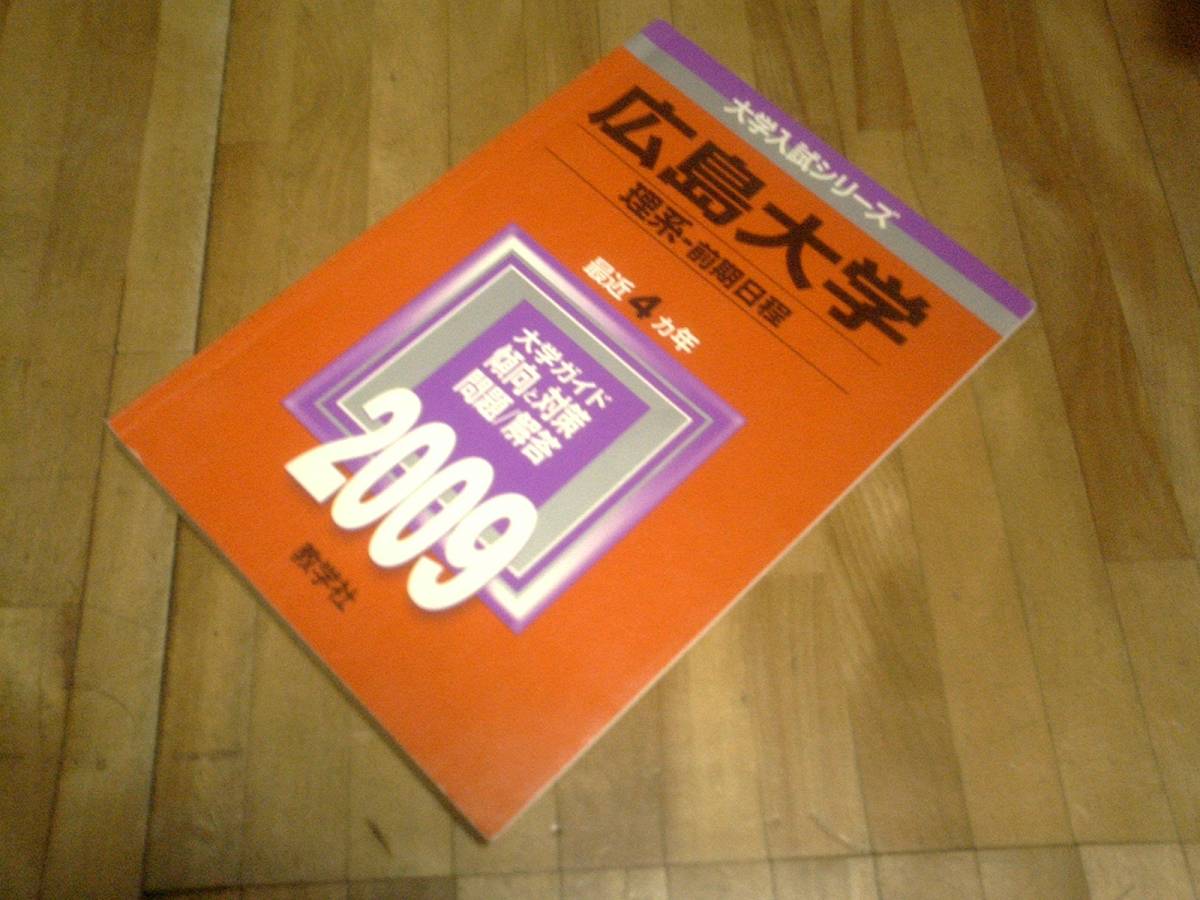 大学入試シリーズ
広島大学
理系-前期日程
最近4カ年
大学ガイド
傾向と対策
問題/解答
2009
教学社